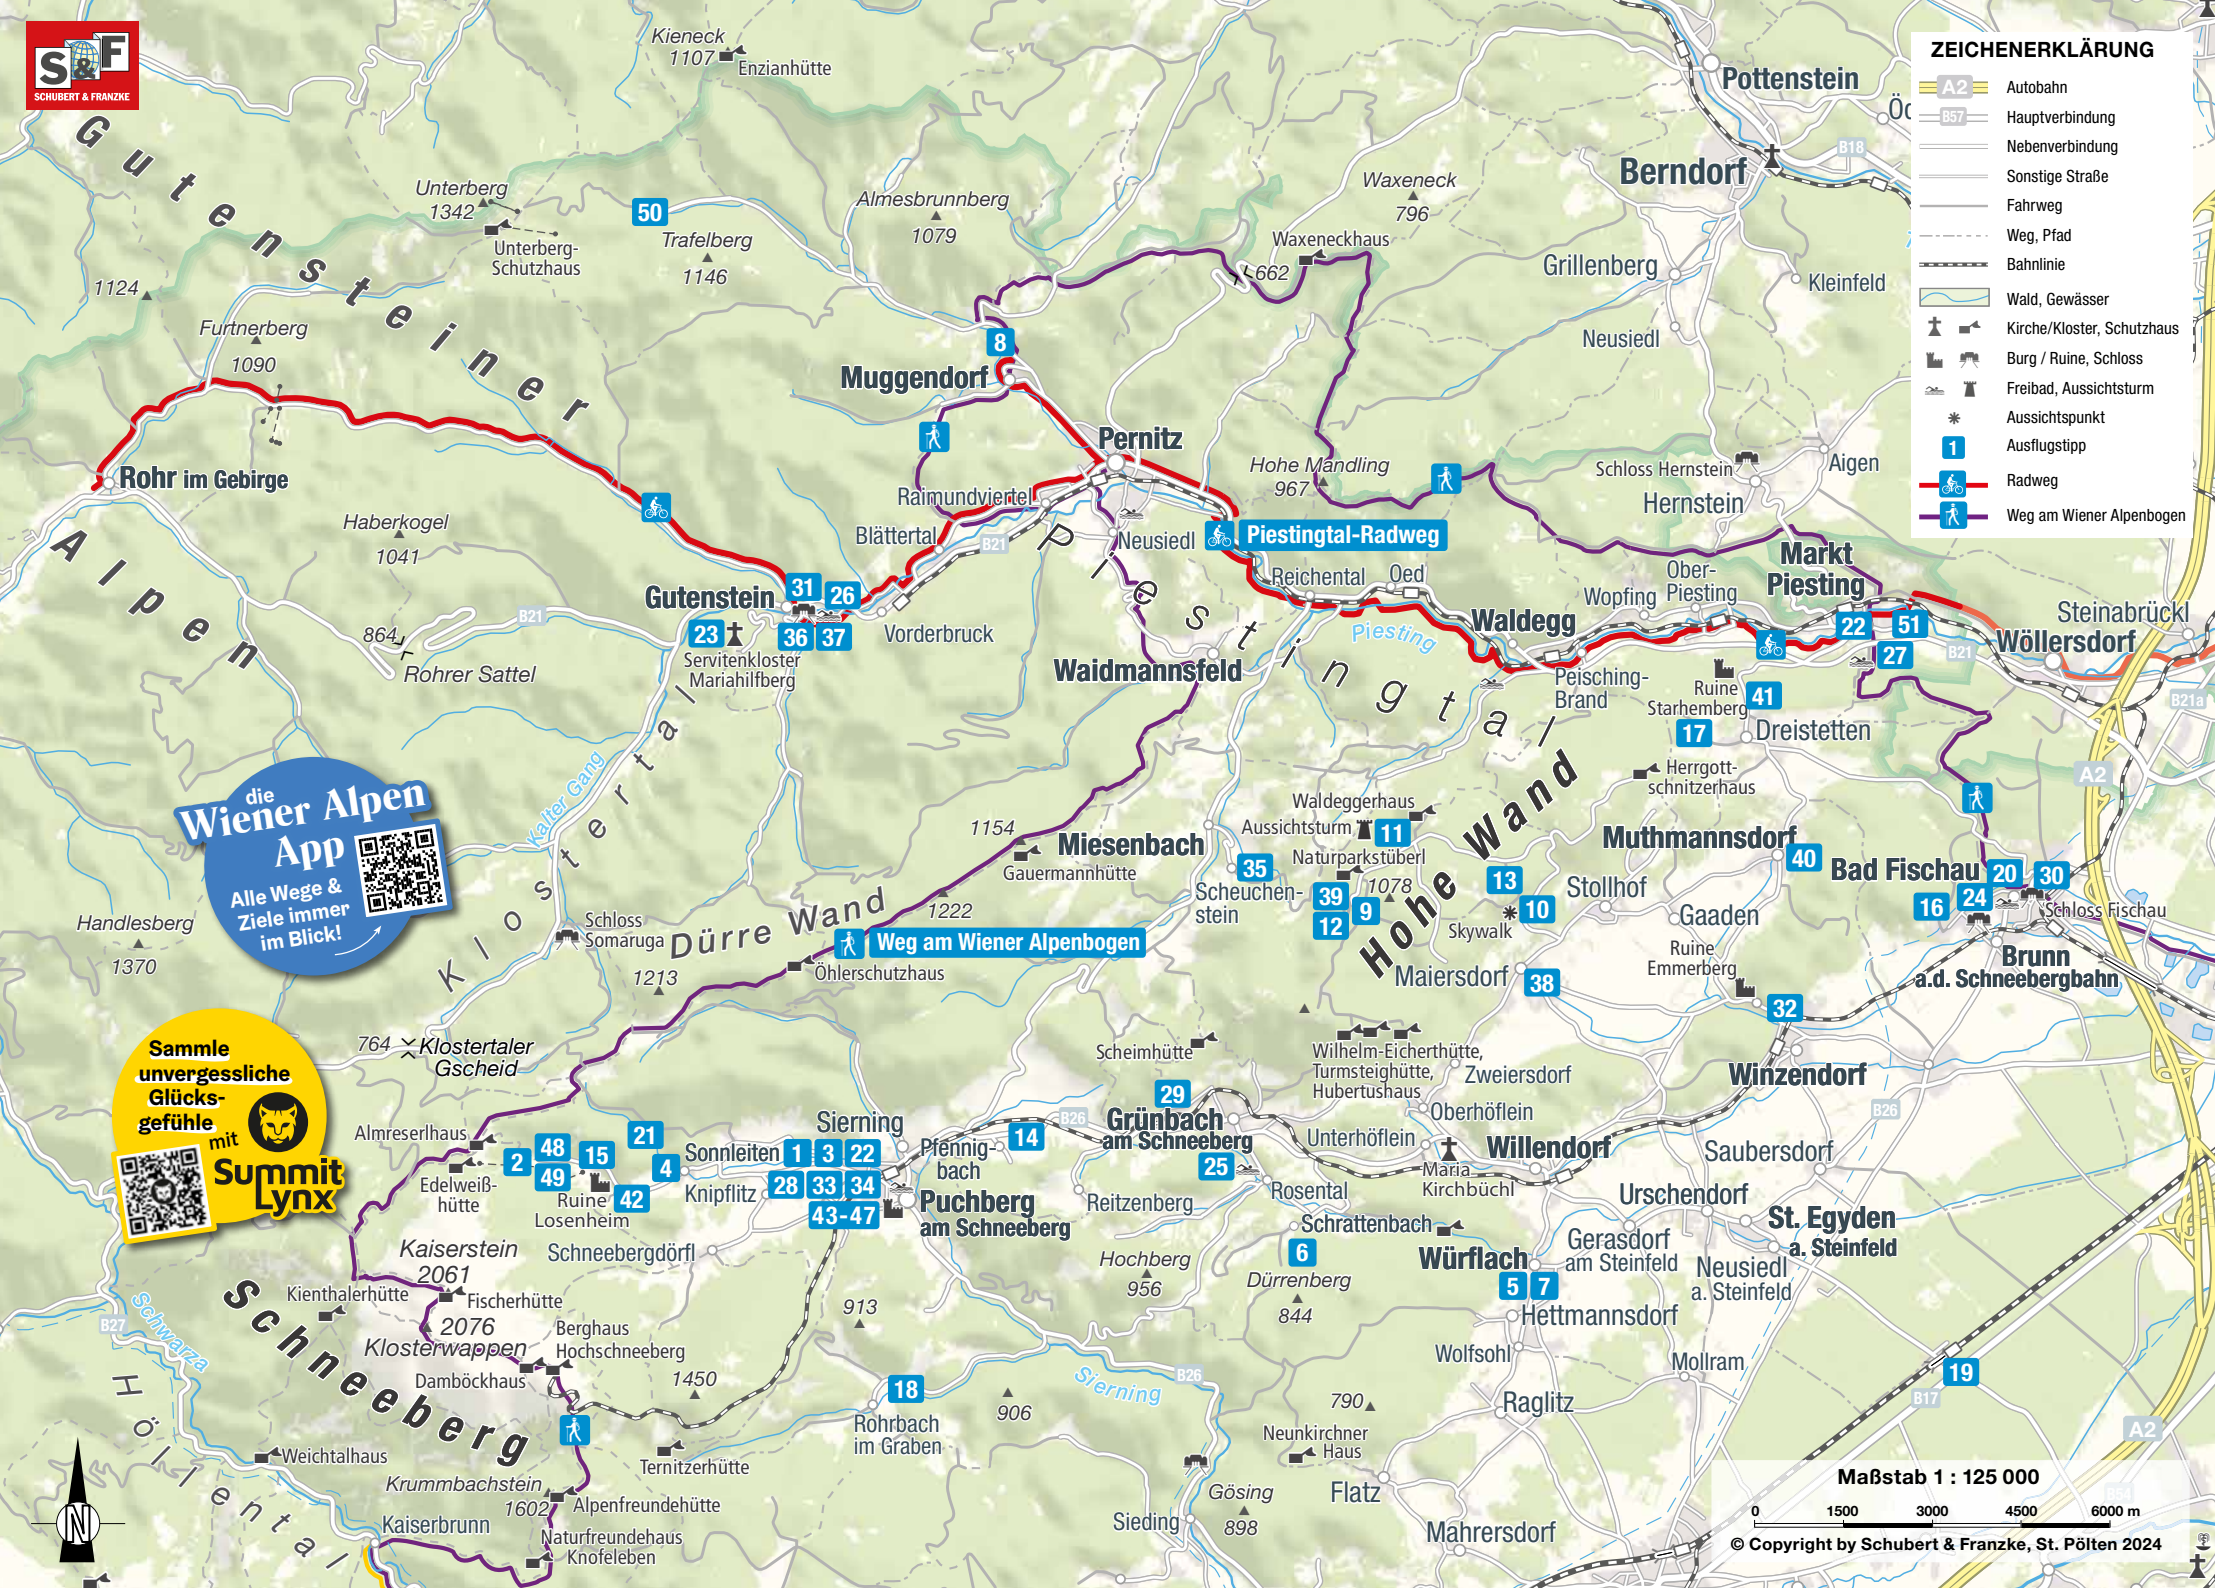 S&F
SCHUBERT & FRANZKE
ZEICHENERKLÄRUNG
A2 Autobahn
B57 Hauptverbindung
Nebenverbindung
Sonstige Straße
Fahrweg
Weg, Pfad
Bahnlinie
Wald, Gewässer
Kirche/Kloster, Schutzhaus
Burg / Ruine, Schloss
Freibad, Aussichtsturm
Aussichtspunkt
1 Ausflugstipp
Radweg
Weg am Wiener Alpenbogen
Gutensteiner
Alpen
Kieneck
1107
Enzianhütte
Pottenstein
Berndorf
B18
Unterberg
1342
Unterberg-
Schutzhaus
50
Trafelberg
1146
Almesbrunnberg
1079
Waxeneck
796
Waxeneckhaus
662
Grillenberg
Kleinfeld
Neusiedl
1124
Furtnerberg
1090
8
Muggendorf
Pernitz
Rohr im Gebirge
Hohe Mandling
967
Schloss Hernstein
Aigen
Hernstein
Raimundviertel
Haberkogel
1041
Blättertal
B21
Neusiedl
Piestingtal-Radweg
Piestingtal
Markt
Piesting
Reichental
Oed
Ober-
Piesting
Wopfing
Gutenstein
31
26
B21
23
36
37
Vorderbruck
Servitenkloster
Mariahilfberg
864
Rohrer Sattel
Waldegg
Piesting
22
51
27
B21
Steinabrückl
Wöllersdorf
B21a
Waidmannsfeld
Peisching-
Brand
Ruine
Starhemberg
41
17
Dreistetten
Herrgott-
schnitzerhaus
A2
die
Wiener Alpen
App
Alle Wege &
Ziele immer
im Blick!
Kalter Gang
Klostertal
1154
Miesenbach
Gauermannhütte
Waldeggerhaus
Aussichtsturm
11
Naturparkstüberl
1078
Hohe Wand
35
Scheuchen-
stein
39
9
12
13
10
Skywalk
Stollhof
Muthmannsdorf
40
Gaaden
Bad Fischau
20
30
16
24
Schloss Fischau
Handlesberg
1370
Schloss
Somaruga
Dürre Wand
1222
Weg am Wiener Alpenbogen
Öhlerschutzhaus
1213
Maiersdorf
38
Ruine
Emmerberg
32
Brunn
a.d. Schneebergbahn
Winzendorf
764
Klostertaler
Gscheid
Scheimhütte
Wilhelm-Eicherthütte,
Turmsteighütte,
Hubertushaus
Zweiersdorf
Oberhöflein
Unterhöflein
Sammle
unvergessliche
Glücks-
gefühle
mit
Summit
Lynx
Almreserlhaus
Edelweiß-
hütte
2
48
49
15
21
4
42
Ruine
Losenheim
Sonnleiten
1
3
22
Knipflitz
28
33
34
43-47
Sierning
Pfennig-
bach
14
B26
29
Grünbach
am Schneeberg
25
Puchberg
am Schneeberg
Reitzenberg
Rosental
Maria
Kirchbüchl
Willendorf
B26
Saubersdorf
Urschendorf
St. Egyden
a. Steinfeld
Schneebergdörfl
Schrattenbach
6
Dürrenberg
844
Hochberg
956
Würflach
5
7
Gerasdorf
am Steinfeld
Neusiedl
a. Steinfeld
Hettmannsdorf
Kaiserstein
2061
Kienthalerhütte
Fischerhütte
2076
Klosterwappen
Berghaus
Hochschneeberg
Damböckhaus
Schneeberg
B27
Schwarza
Höllental
913
1450
18
Rohrbach
im Graben
906
Sierning
B26
Wolfsohl
Mollram
Raglitz
790
Neunkirchner
Haus
19
B17
A2
Weichtalhaus
Ternitzerhütte
Krummbachstein
1602
Alpenfreundehütte
Naturfreundehaus
Knofeleben
Kaiserbrunn
N
Gösing
898
Sieding
Flatz
Mahrersdorf
B54
Maßstab 1 : 125 000
0 1500 3000 4500 6000 m
© Copyright by Schubert & Franzke, St. Pölten 2024